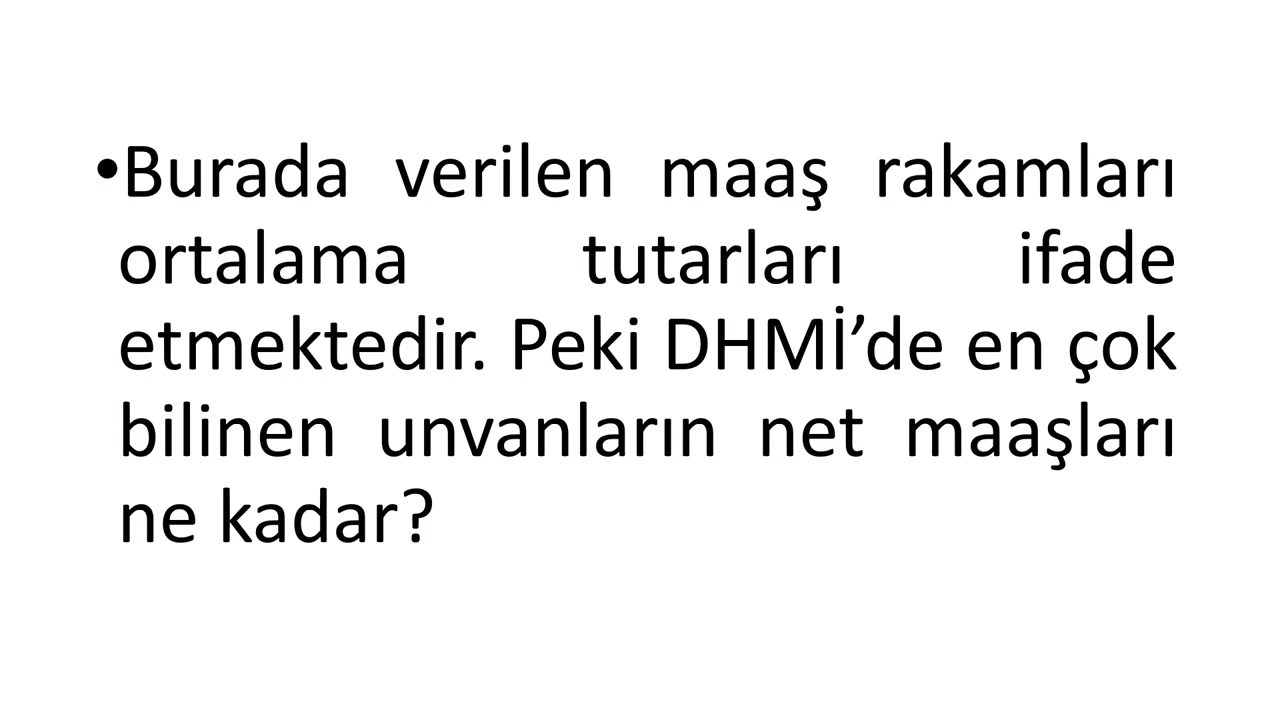 •Burada verilen maaş rakamları
ortalama tutarları ifade
etmektedir. Peki DHMİ’de en çok
bilinen unvanların net maaşları
ne kadar?